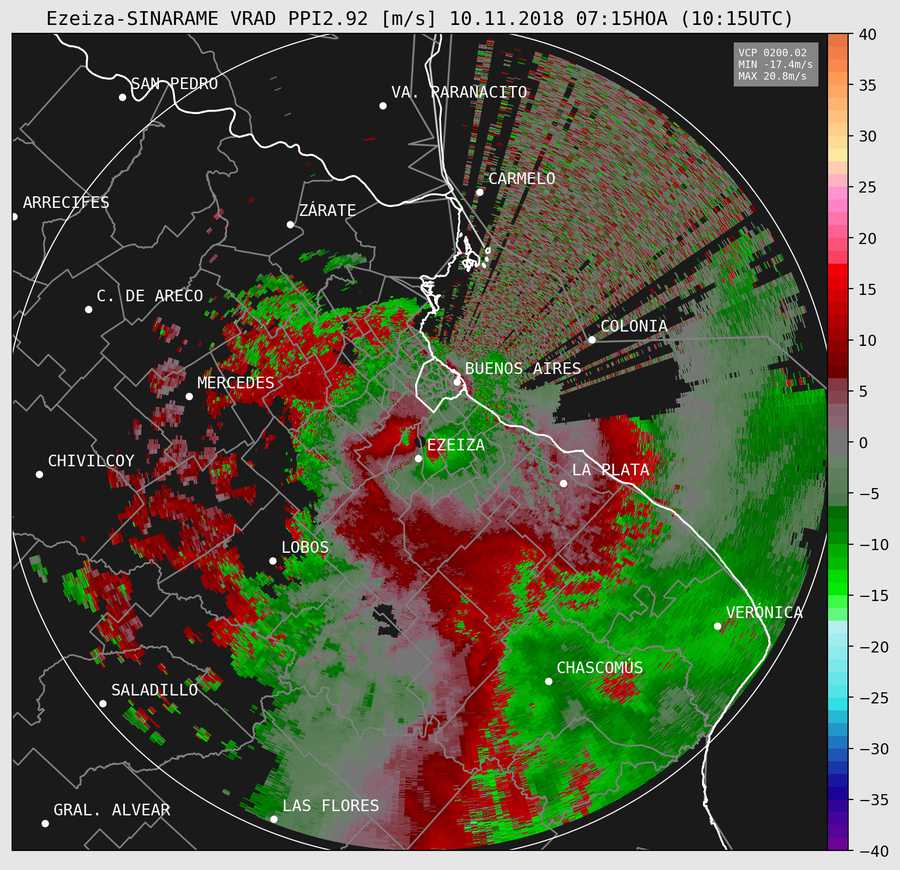 Ezeiza-SINARAME VRAD PPI2.92 [m/s] 10.11.2018 07:15HOA (10:15UTC)
VCP 0200.02
MIN -17.4m/s
MAX 20.8m/s
SAN PEDRO
VA. PARANACITO
CARMELO
ARRECIFES
ZÁRATE
C. DE ARECO
COLONIA
BUENOS AIRES
MERCEDES
EZEIZA
CHIVILCOY
LA PLATA
LOBOS
VERÓNICA
CHASCOMÚS
SALADILLO
LAS FLORES
GRAL. ALVEAR
40
35
30
25
20
15
10
5
0
−5
−10
−15
−20
−25
−30
−35
−40